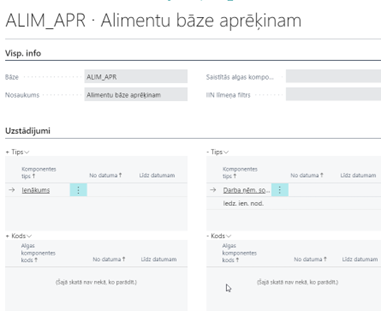 ALIM_APR · Alimentu bāze aprēķinam
Visp. info
Bāze ALIM_APR
Saistītās algas kompo...
Nosaukums Alimentu bāze aprēķinam
IIN līmeņa filtrs
Uzstādījumi
+ Tips
Komponentes tips ↑ No datuma ↑ Līdz datumam
→ Ienākums
- Tips
Komponentes tips ↑ No datuma ↑ Līdz datumam
→ Darba ņēm. so...
Iedz. ien. nod.
+ Kods
Algas komponentes kods ↑ No datuma ↑ Līdz datumam
(Šajā skatā nav nekā, ko parādīt.)
- Kods
Algas komponentes kods ↑ No datuma ↑ Līdz datumam
(Šajā skatā nav nekā, ko parādīt.)